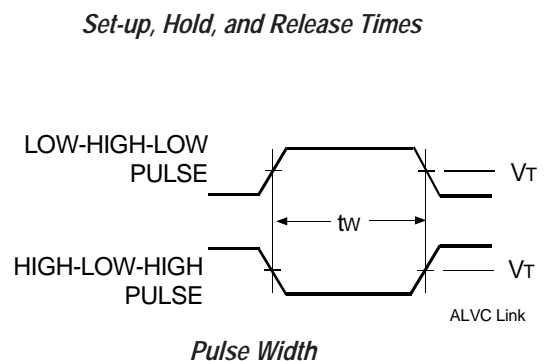 Set-up, Hold, and Release Times
LOW-HIGH-LOW
PULSE
VT
tW
HIGH-LOW-HIGH
PULSE
VT
ALVC Link
Pulse Width